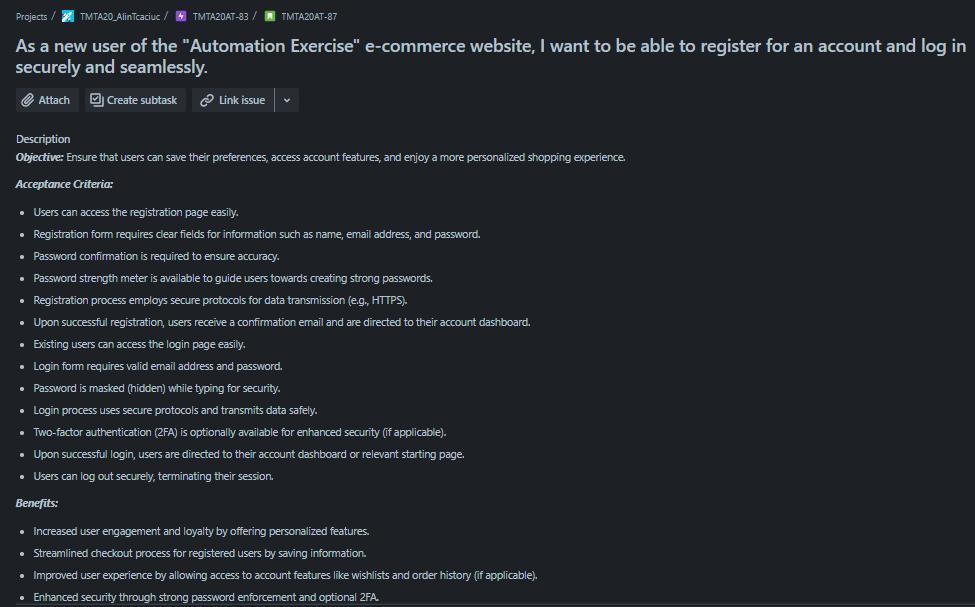 Projects / TMTA20_AlinTcaciuc / TMTA20AT-83 / TMTA20AT-87
As a new user of the "Automation Exercise" e-commerce website, I want to be able to register for an account and log in
securely and seamlessly.
Attach Create subtask Link issue
Description
Objective: Ensure that users can save their preferences, access account features, and enjoy a more personalized shopping experience.
Acceptance Criteria:
• Users can access the registration page easily.
• Registration form requires clear fields for information such as name, email address, and password.
• Password confirmation is required to ensure accuracy.
• Password strength meter is available to guide users towards creating strong passwords.
• Registration process employs secure protocols for data transmission (e.g., HTTPS).
• Upon successful registration, users receive a confirmation email and are directed to their account dashboard.
• Existing users can access the login page easily.
• Login form requires valid email address and password.
• Password is masked (hidden) while typing for security.
• Login process uses secure protocols and transmits data safely.
• Two-factor authentication (2FA) is optionally available for enhanced security (if applicable).
• Upon successful login, users are directed to their account dashboard or relevant starting page.
• Users can log out securely, terminating their session.
Benefits:
• Increased user engagement and loyalty by offering personalized features.
• Streamlined checkout process for registered users by saving information.
• Improved user experience by allowing access to account features like wishlists and order history (if applicable).
• Enhanced security through strong password enforcement and optional 2FA.